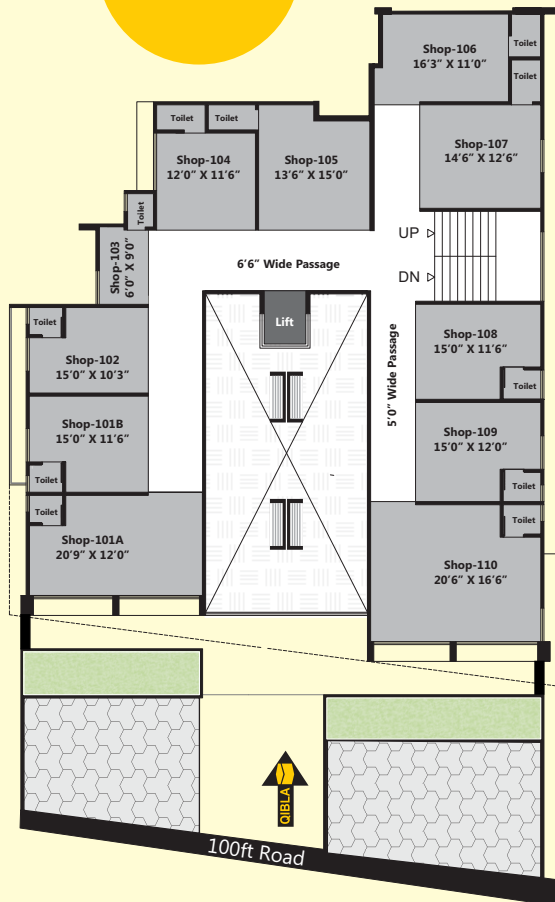 Shop-106
16’3” X 11’0”
Toilet
Toilet
Shop-107
14’6” X 12’6”
Toilet
Toilet
Shop-104
12’0” X 11’6”
Shop-105
13’6” X 15’0”
Toilet
Shop-103
6’0” X 9’0”
UP
DN
6’6” Wide Passage
Lift
5’0” Wide Passage
Toilet
Shop-102
15’0” X 10’3”
Shop-108
15’0” X 11’6”
Toilet
Shop-101B
15’0” X 11’6”
Toilet
Shop-109
15’0” X 12’0”
Toilet
Toilet
Shop-101A
20’9” X 12’0”
Toilet
Shop-110
20’6” X 16’6”
QIBLA
100ft Road